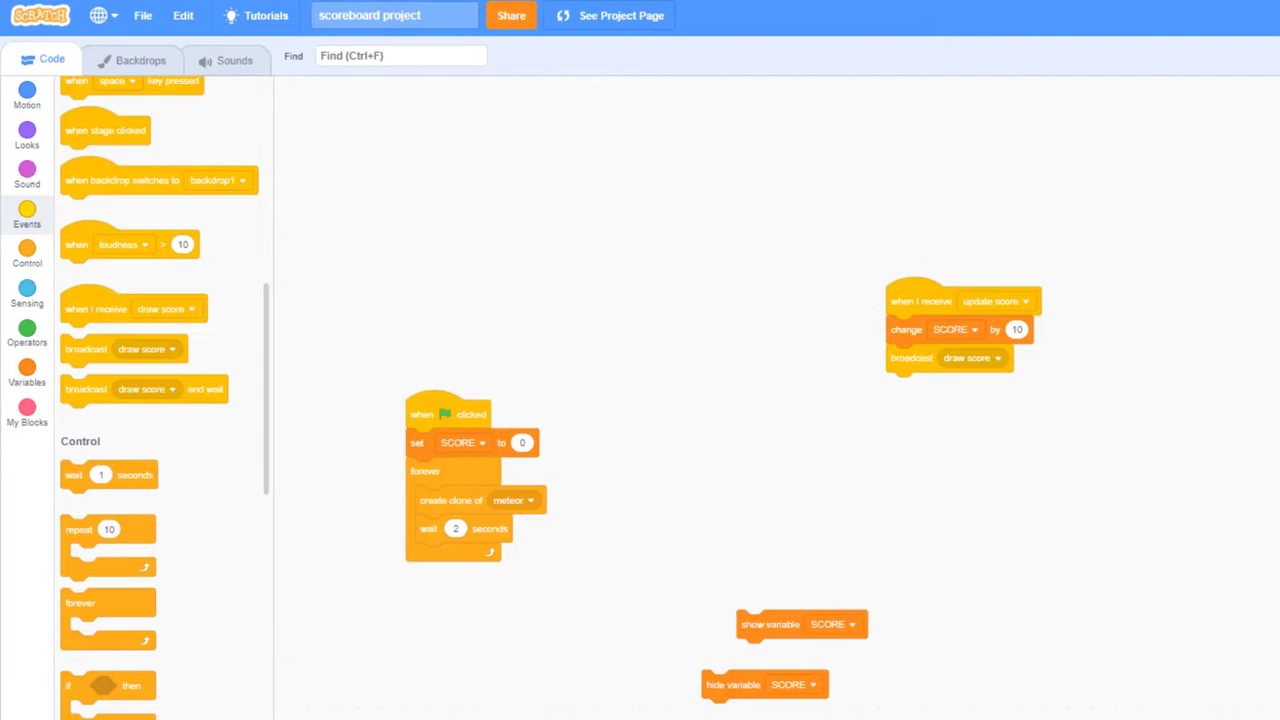 SCRATCH File Edit Tutorials scoreboard project Share See Project Page
Code Backdrops Sounds Find Find (Ctrl+F)
Motion
Looks
Sound
Events
Control
Sensing
Operators
Variables
My Blocks
when space key pressed
when stage clicked
when backdrop switches to backdrop1
when loudness > 10
when I receive draw score
broadcast draw score
broadcast draw score and wait
Control
wait 1 seconds
repeat 10
forever
if then
when clicked
set SCORE to 0
forever
create clone of meteor
wait 2 seconds
when I receive update score
change SCORE by 10
broadcast draw score
show variable SCORE
hide variable SCORE